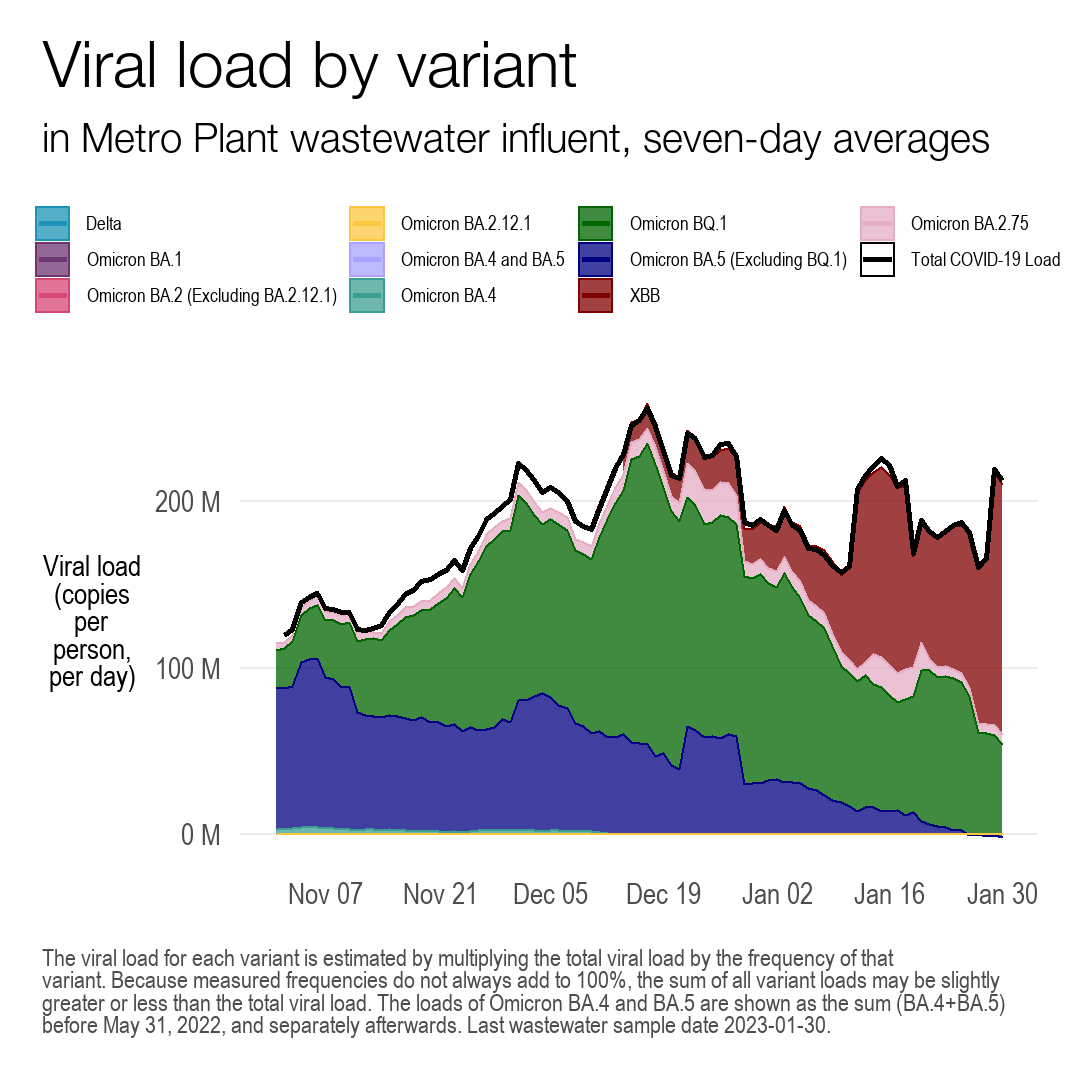 Viral load by variant
in Metro Plant wastewater influent, seven-day averages
Delta
Omicron BA.1
Omicron BA.2 (Excluding BA.2.12.1)
Omicron BA.2.12.1
Omicron BA.4 and BA.5
Omicron BA.4
Omicron BQ.1
Omicron BA.5 (Excluding BQ.1)
XBB
Omicron BA.2.75
Total COVID-19 Load
Viral load
(copies
per
person,
per day)
200 M
100 M
0 M
Nov 07
Nov 21
Dec 05
Dec 19
Jan 02
Jan 16
Jan 30
The viral load for each variant is estimated by multiplying the total viral load by the frequency of that
variant. Because measured frequencies do not always add to 100%, the sum of all variant loads may be slightly
greater or less than the total viral load. The loads of Omicron BA.4 and BA.5 are shown as the sum (BA.4+BA.5)
before May 31, 2022, and separately afterwards. Last wastewater sample date 2023-01-30.